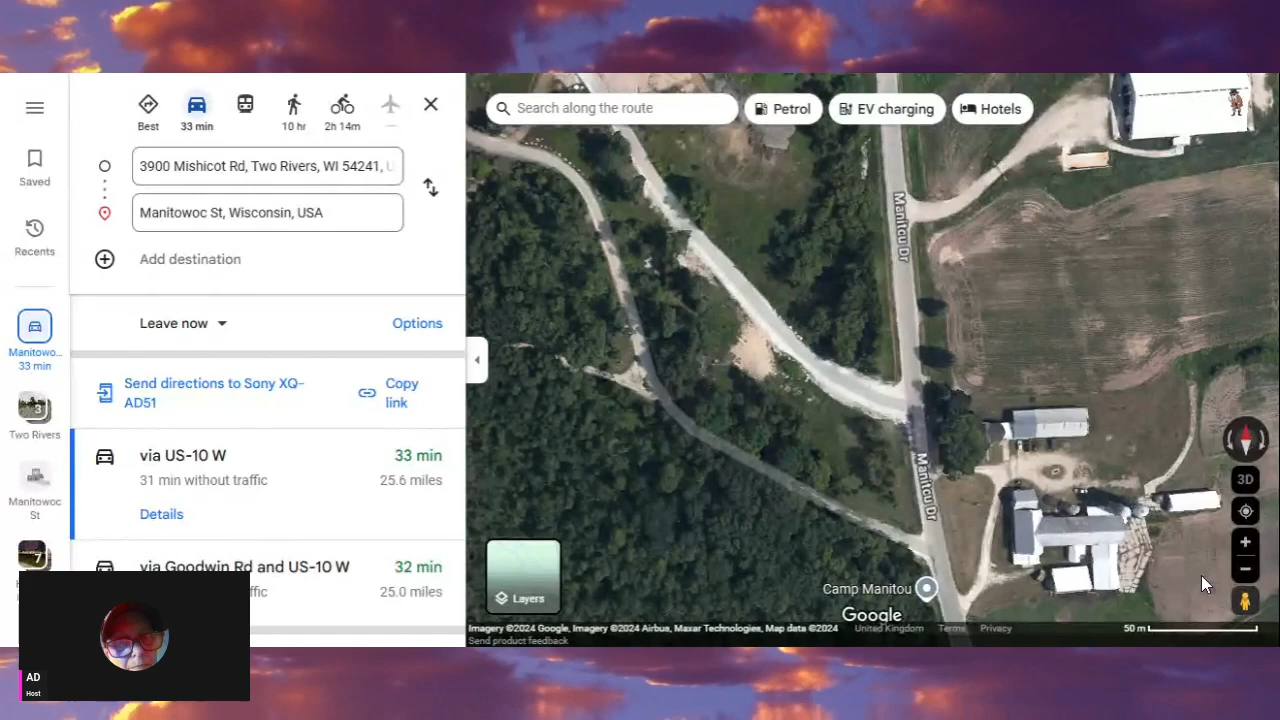 Best
33 min
10 hr
2h 14m
Saved
Recents
3900 Mishicot Rd, Two Rivers, WI 54241, U
Manitowoc St, Wisconsin, USA
Add destination
Leave now
Options
Send directions to Sony XQ-
AD51
Copy
link
Manitowo...
33 min
3
Two Rivers
Manitowoc
St
7
via US-10 W
33 min
31 min without traffic
25.6 miles
Details
via Goodwin Rd and US-10 W
32 min
ffic
25.0 miles
AD
Host
Search along the route
Petrol
EV charging
Hotels
Manitou Dr
Manitou Dr
3D
Layers
Camp Manitou
Google
Imagery ©2024 Google, Imagery ©2024 Airbus, Maxar Technologies, Map data ©2024
United Kingdom
Terms
Privacy
50 m
Send product feedback